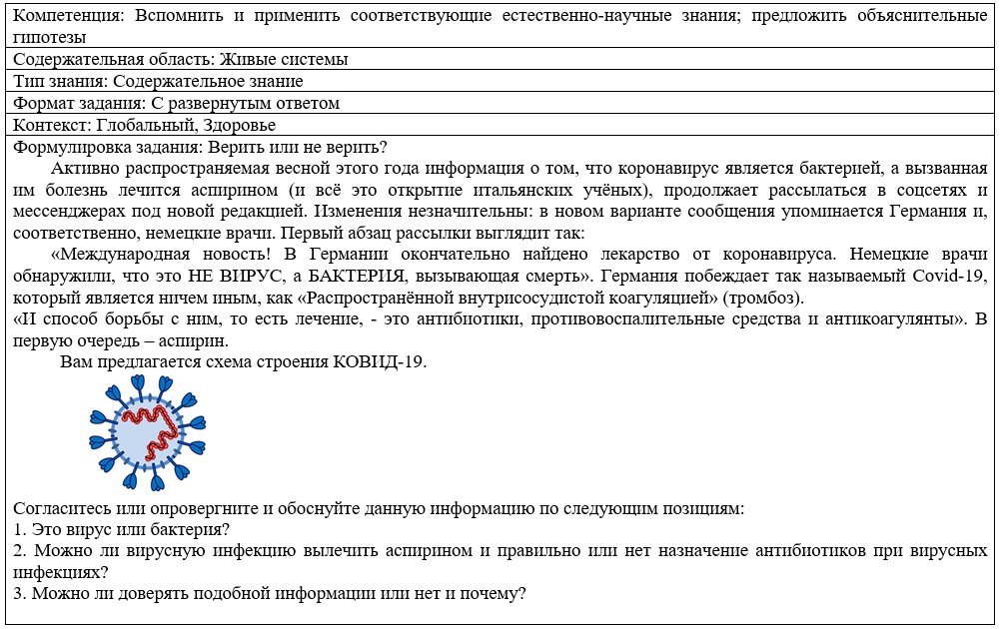 Компетенция: Вспомнить и применить соответствующие естественно-научные знания; предложить объяснительные
гипотезы
Содержательная область: Живые системы
Тип знания: Содержательное знание
Формат задания: С развернутым ответом
Контекст: Глобальный, Здоровье
Формулировка задания: Верить или не верить?
Активно распространяемая весной этого года информация о том, что коронавирус является бактерией, а вызванная
им болезнь лечится аспирином (и всё это открытие итальянских учёных), продолжает рассылаться в соцсетях и
мессенджерах под новой редакцией. Изменения незначительны: в новом варианте сообщения упоминается Германия и,
соответственно, немецкие врачи. Первый абзац рассылки выглядит так:
«Международная новость! В Германии окончательно найдено лекарство от коронавируса. Немецкие врачи
обнаружили, что это НЕ ВИРУС, а БАКТЕРИЯ, вызывающая смерть». Германия побеждает так называемый Covid-19,
который является ничем иным, как «Распространённой внутрисосудистой коагуляцией» (тромбоз).
«И способ борьбы с ним, то есть лечение, - это антибиотики, противовоспалительные средства и антикоагулянты». В
первую очередь – аспирин.
Вам предлагается схема строения КОВИД-19.
Согласитесь или опровергните и обоснуйте данную информацию по следующим позициям:
1. Это вирус или бактерия?
2. Можно ли вирусную инфекцию вылечить аспирином и правильно или нет назначение антибиотиков при вирусных
инфекциях?
3. Можно ли доверять подобной информации или нет и почему?